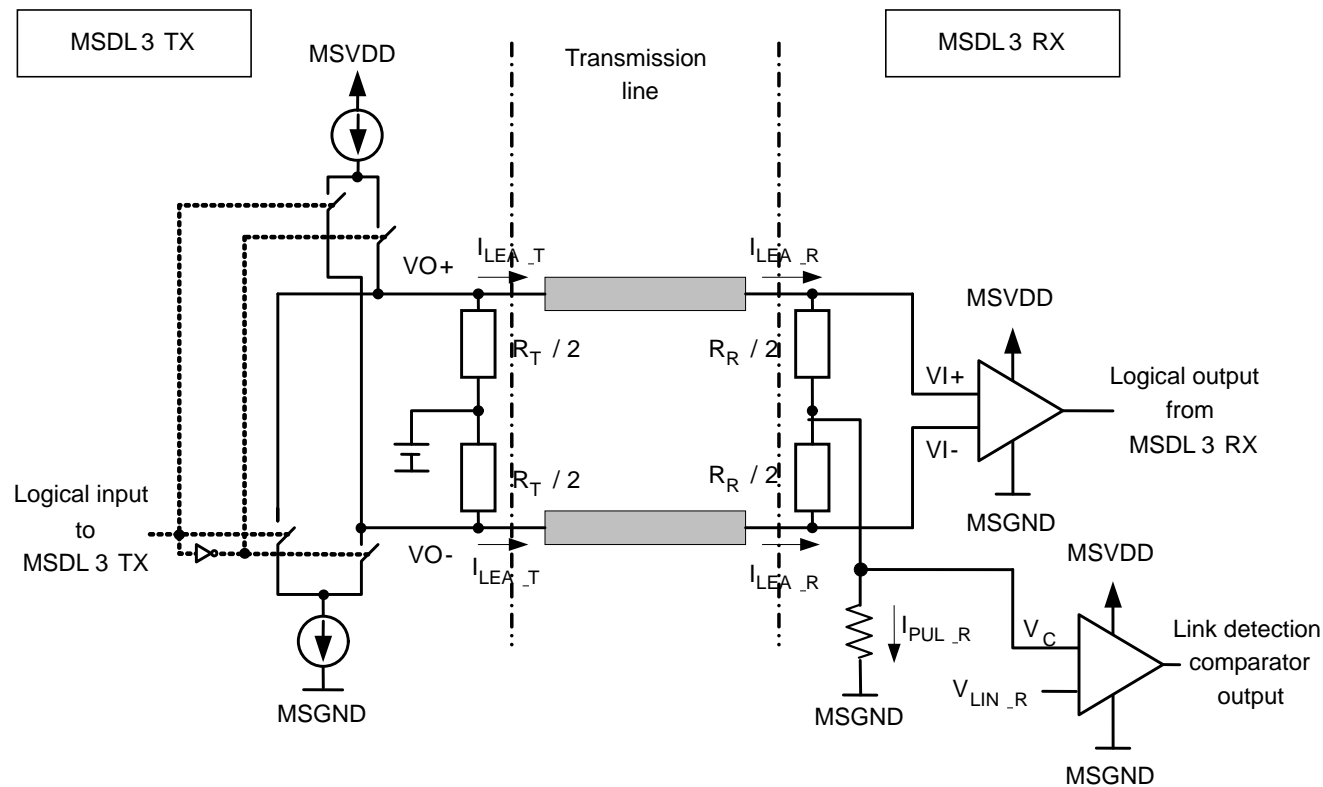 MSDL 3 TX
MSVDD
Transmission
line
MSDL 3 RX
VO+
I_LEA_T
I_LEA_R
MSVDD
R_T / 2
R_R / 2
VI+
Logical output
from
MSDL 3 RX
VI-
R_T / 2
R_R / 2
Logical input
to
MSDL 3 TX
MSGND
VO-
I_LEA_T
I_LEA_R
MSVDD
I_PUL_R
V_C
Link detection
comparator
output
V_LIN_R
MSGND
MSGND
MSGND